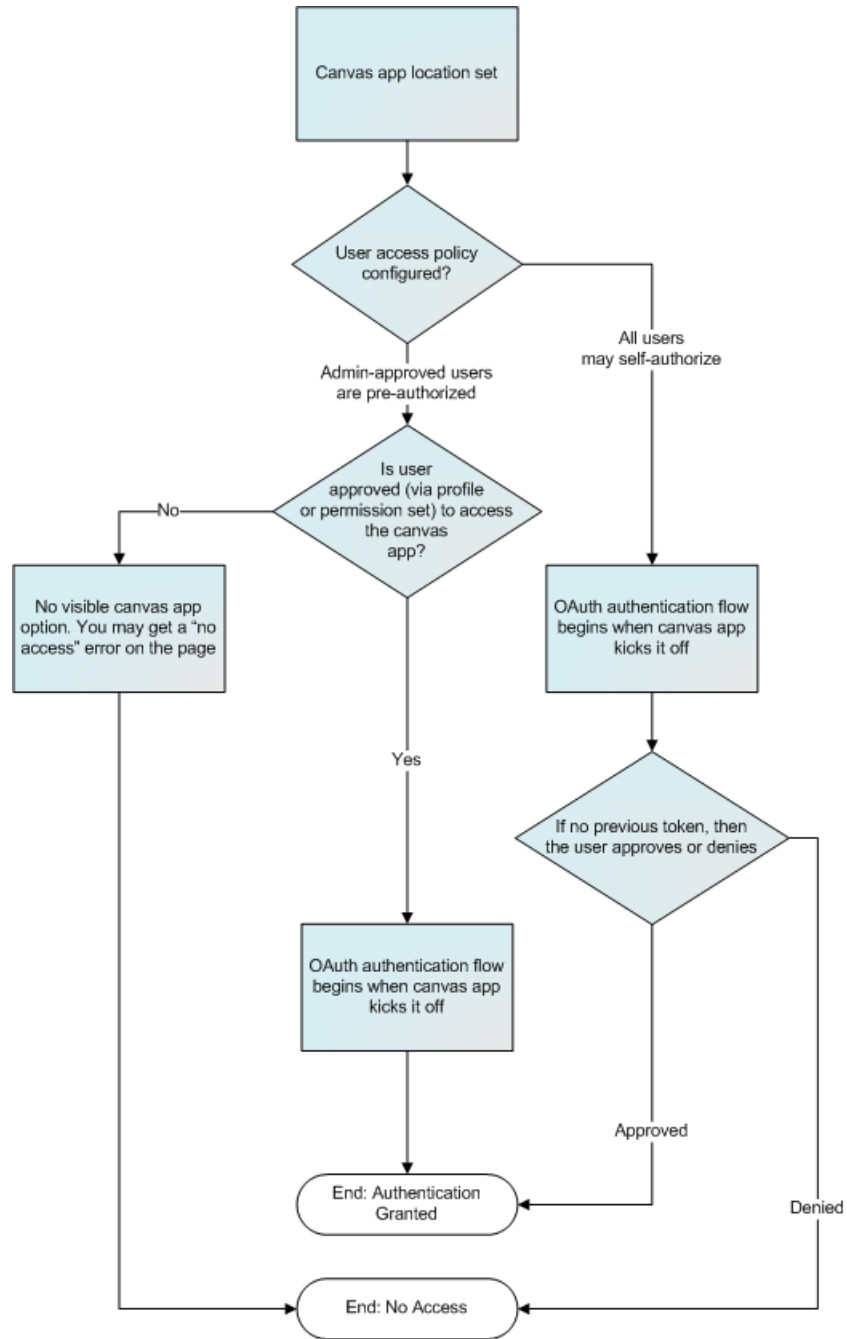 Canvas app location set
User access policy
configured?
All users
may self-authorize
Admin-approved users
are pre-authorized
Is user
approved (via profile
or permission set) to access
the canvas
app?
No
No visible canvas app
option. You may get a “no
access” error on the page
OAuth authentication flow
begins when canvas app
kicks it off
Yes
If no previous token, then
the user approves or denies
OAuth authentication flow
begins when canvas app
kicks it off
Approved
End: Authentication
Granted
Denied
End: No Access